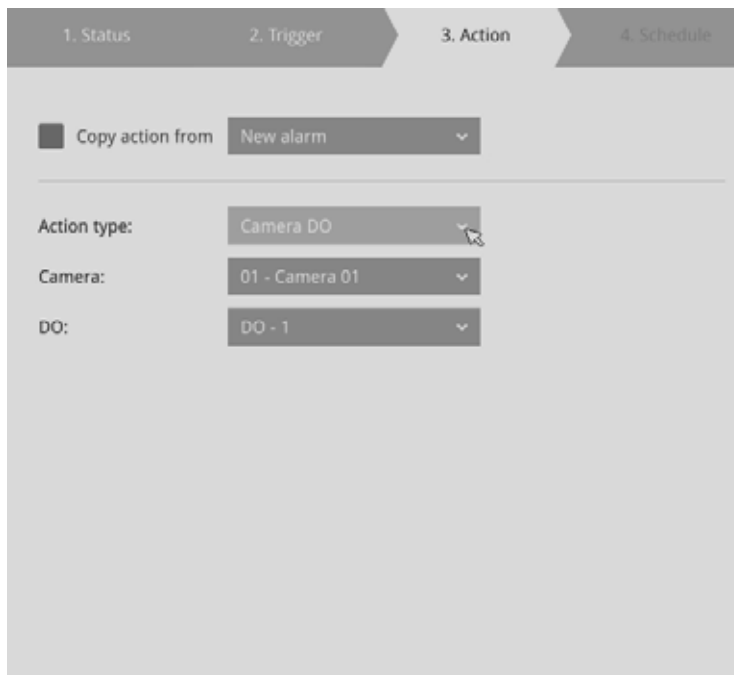 1. Status 2. Trigger 3. Action 4. Schedule
Copy action from New alarm
Action type: Camera DO
Camera: 01 - Camera 01
DO: DO - 1